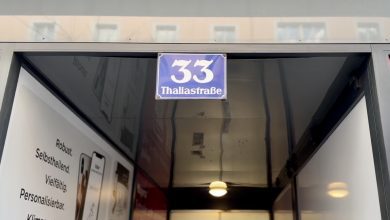 33
Thaliastraße
Robust.
Selbstheilend.
Vielfältig.
Personalisierbar.